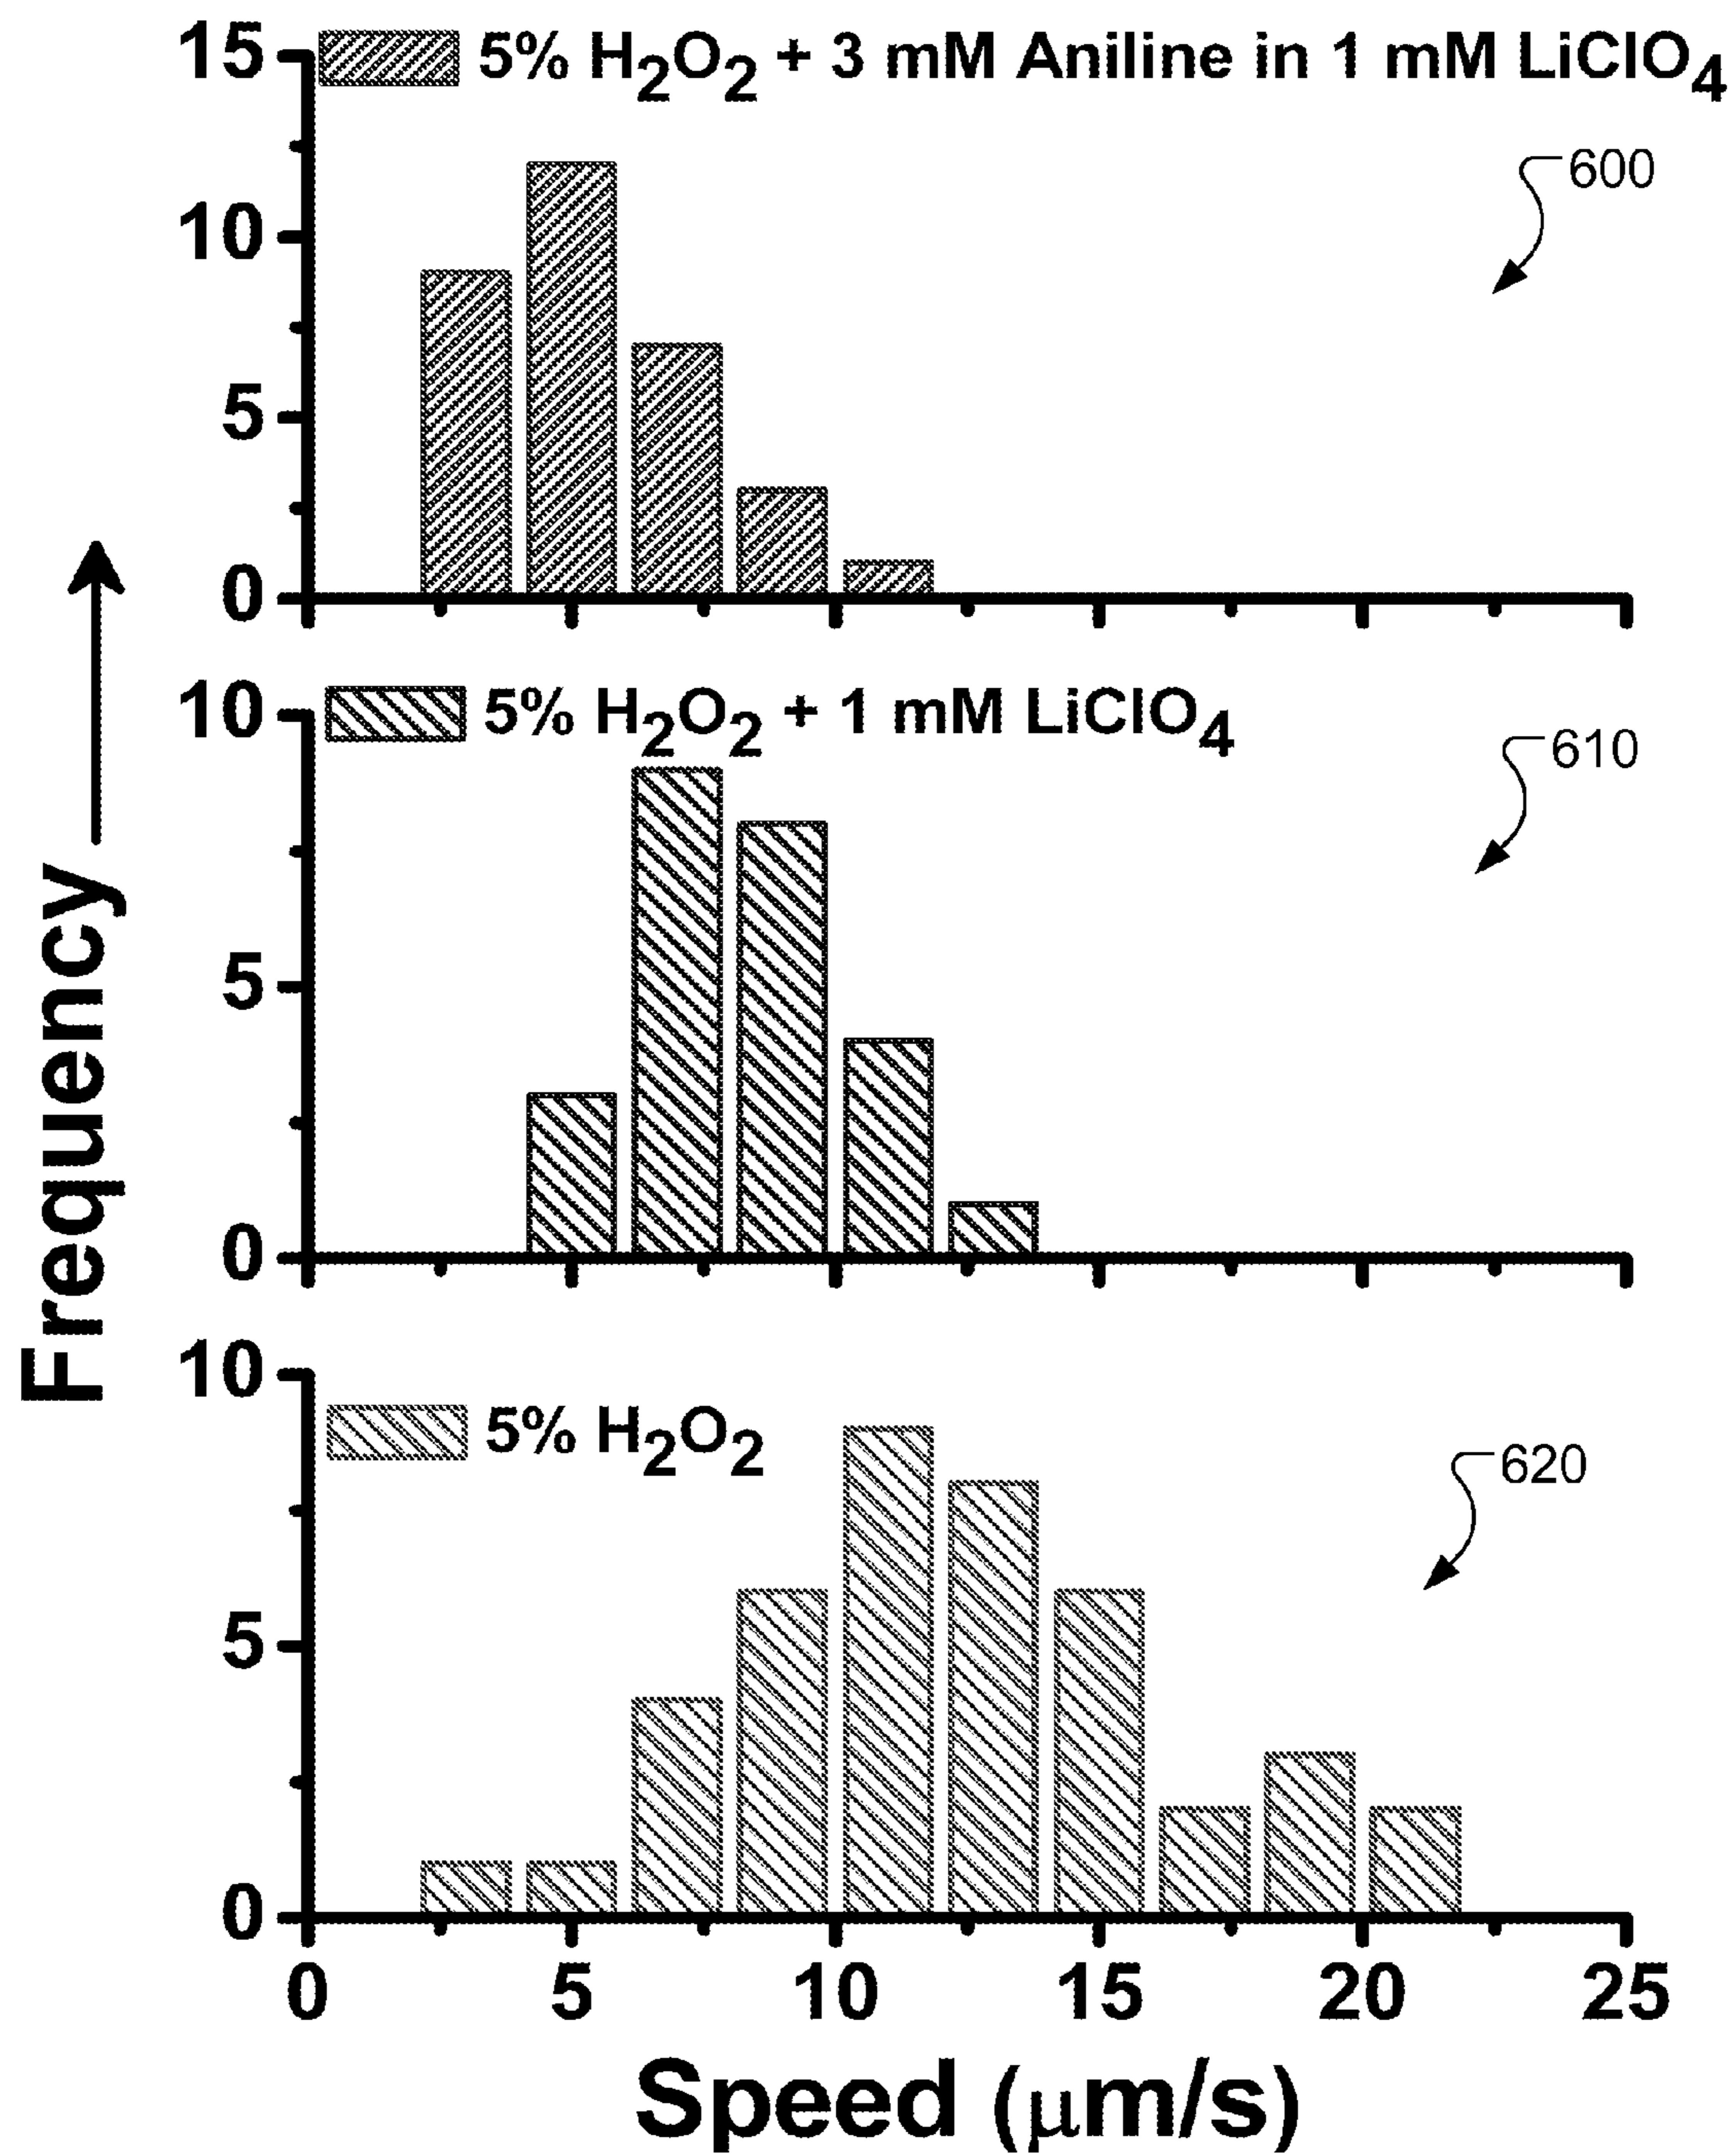 5% H₂O₂ + 3 mM Aniline in 1 mM LiClO₄
15
10
5
0
600
5% H₂O₂ + 1 mM LiClO₄
10
5
0
610
Frequency
5% H₂O₂
10
5
0
620
0 5 10 15 20 25
Speed (μm/s)